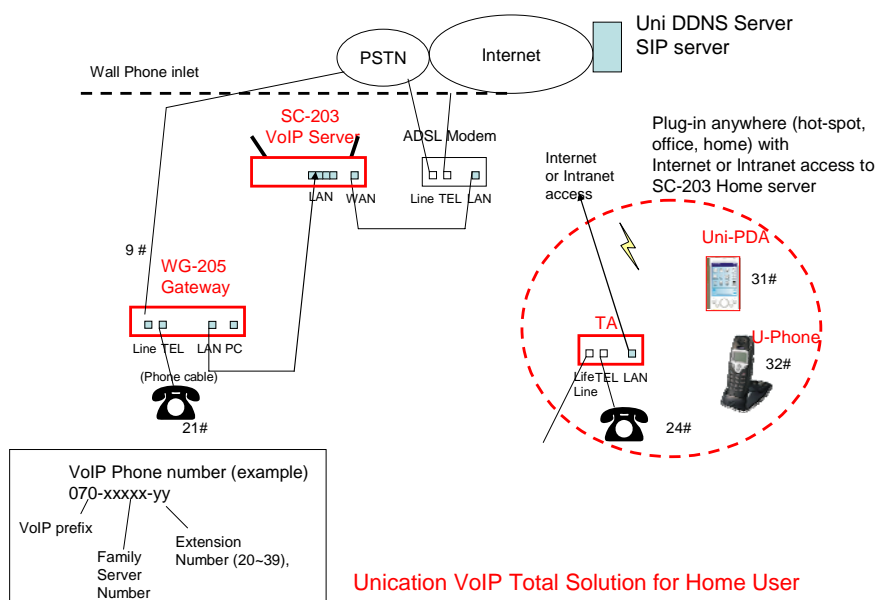 Uni DDNS Server
SIP server
PSTN
Internet
Wall Phone inlet
SC-203
VoIP Server
ADSL Modem
LAN
WAN
Line TEL LAN
Internet
or Intranet
access
Plug-in anywhere (hot-spot,
office, home) with
Internet or Intranet access to
SC-203 Home server
9 #
WG-205
Gateway
Line TEL
LAN PC
(Phone cable)
21#
Uni-PDA
31#
TA
U-Phone
32#
Life
Line
TEL LAN
24#
VoIP Phone number (example)
070-xxxxx-yy
VoIP prefix
Family
Server
Number
Extension
Number (20~39),
Unication VoIP Total Solution for Home User